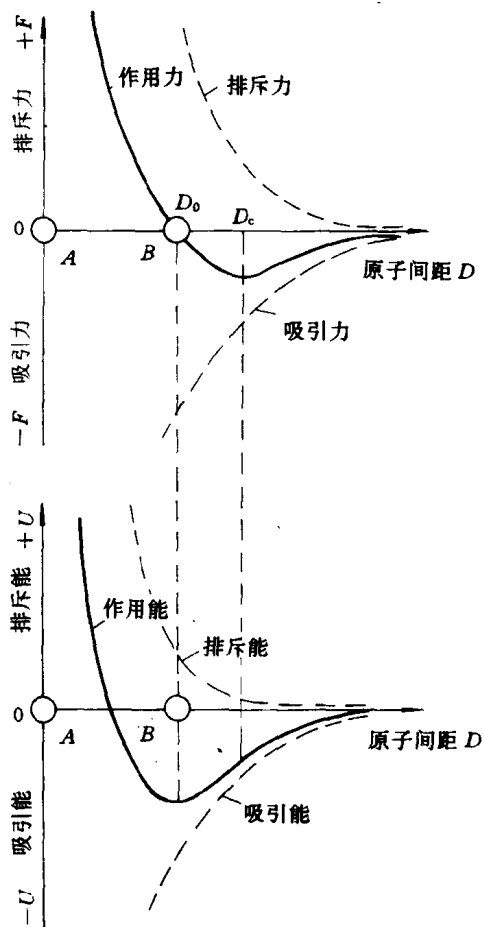 +F
排斥力
作用力
排斥力
D₀
D꜀
0
A
B
原子间距 D
吸引力
-F 吸引力
+U
排斥能
作用能
排斥能
0
A
B
原子间距 D
吸引能
-U 吸引能